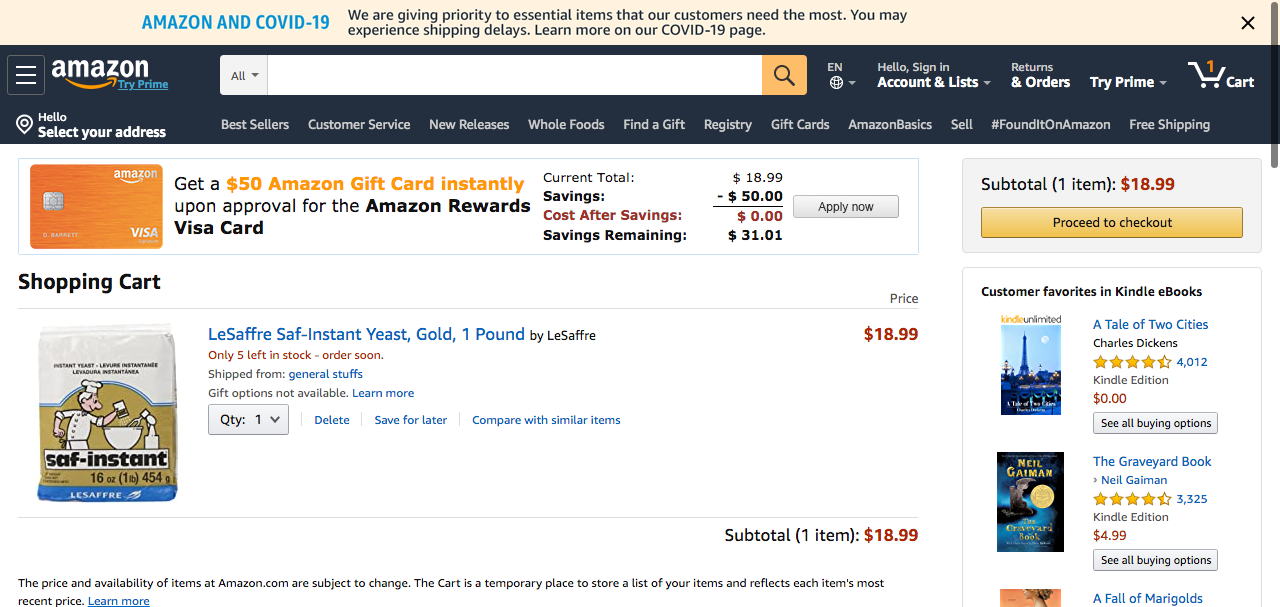 AMAZON AND COVID-19
We are giving priority to essential items that our customers need the most. You may
experience shipping delays. Learn more on our COVID-19 page.
amazon
Try Prime
All
EN
Hello, Sign in
Account & Lists
Returns
& Orders
Try Prime
1
Cart
Hello
Select your address
Best Sellers
Customer Service
New Releases
Whole Foods
Find a Gift
Registry
Gift Cards
AmazonBasics
Sell
#FoundItOnAmazon
Free Shipping
amazon
D. BARRETT
VISA
Get a $50 Amazon Gift Card instantly
upon approval for the Amazon Rewards
Visa Card
Current Total: $ 18.99
Savings: - $ 50.00
Cost After Savings: $ 0.00
Savings Remaining: $ 31.01
Apply now
Subtotal (1 item): $18.99
Proceed to checkout
Shopping Cart
Price
INSTANT YEAST - LEVURE INSTANTANÉE
LEVADURA INSTANTÁNEA
saf-instant
16 oz (1lb) 454 g
LESAFFRE
LeSaffre Saf-Instant Yeast, Gold, 1 Pound by LeSaffre
$18.99
Only 5 left in stock - order soon.
Shipped from: general stuffs
Gift options not available. Learn more
Qty: 1
Delete
Save for later
Compare with similar items
Subtotal (1 item): $18.99
The price and availability of items at Amazon.com are subject to change. The Cart is a temporary place to store a list of your items and reflects each item's most
recent price. Learn more
Customer favorites in Kindle eBooks
kindleunlimited
A Tale of Two Cities
Charles Dickens
A Tale of Two Cities
Charles Dickens
4,012
Kindle Edition
$0.00
See all buying options
NEIL
GAIMAN
The
Graveyard
Book
The Graveyard Book
› Neil Gaiman
3,325
Kindle Edition
$4.99
See all buying options
A Fall of Marigolds